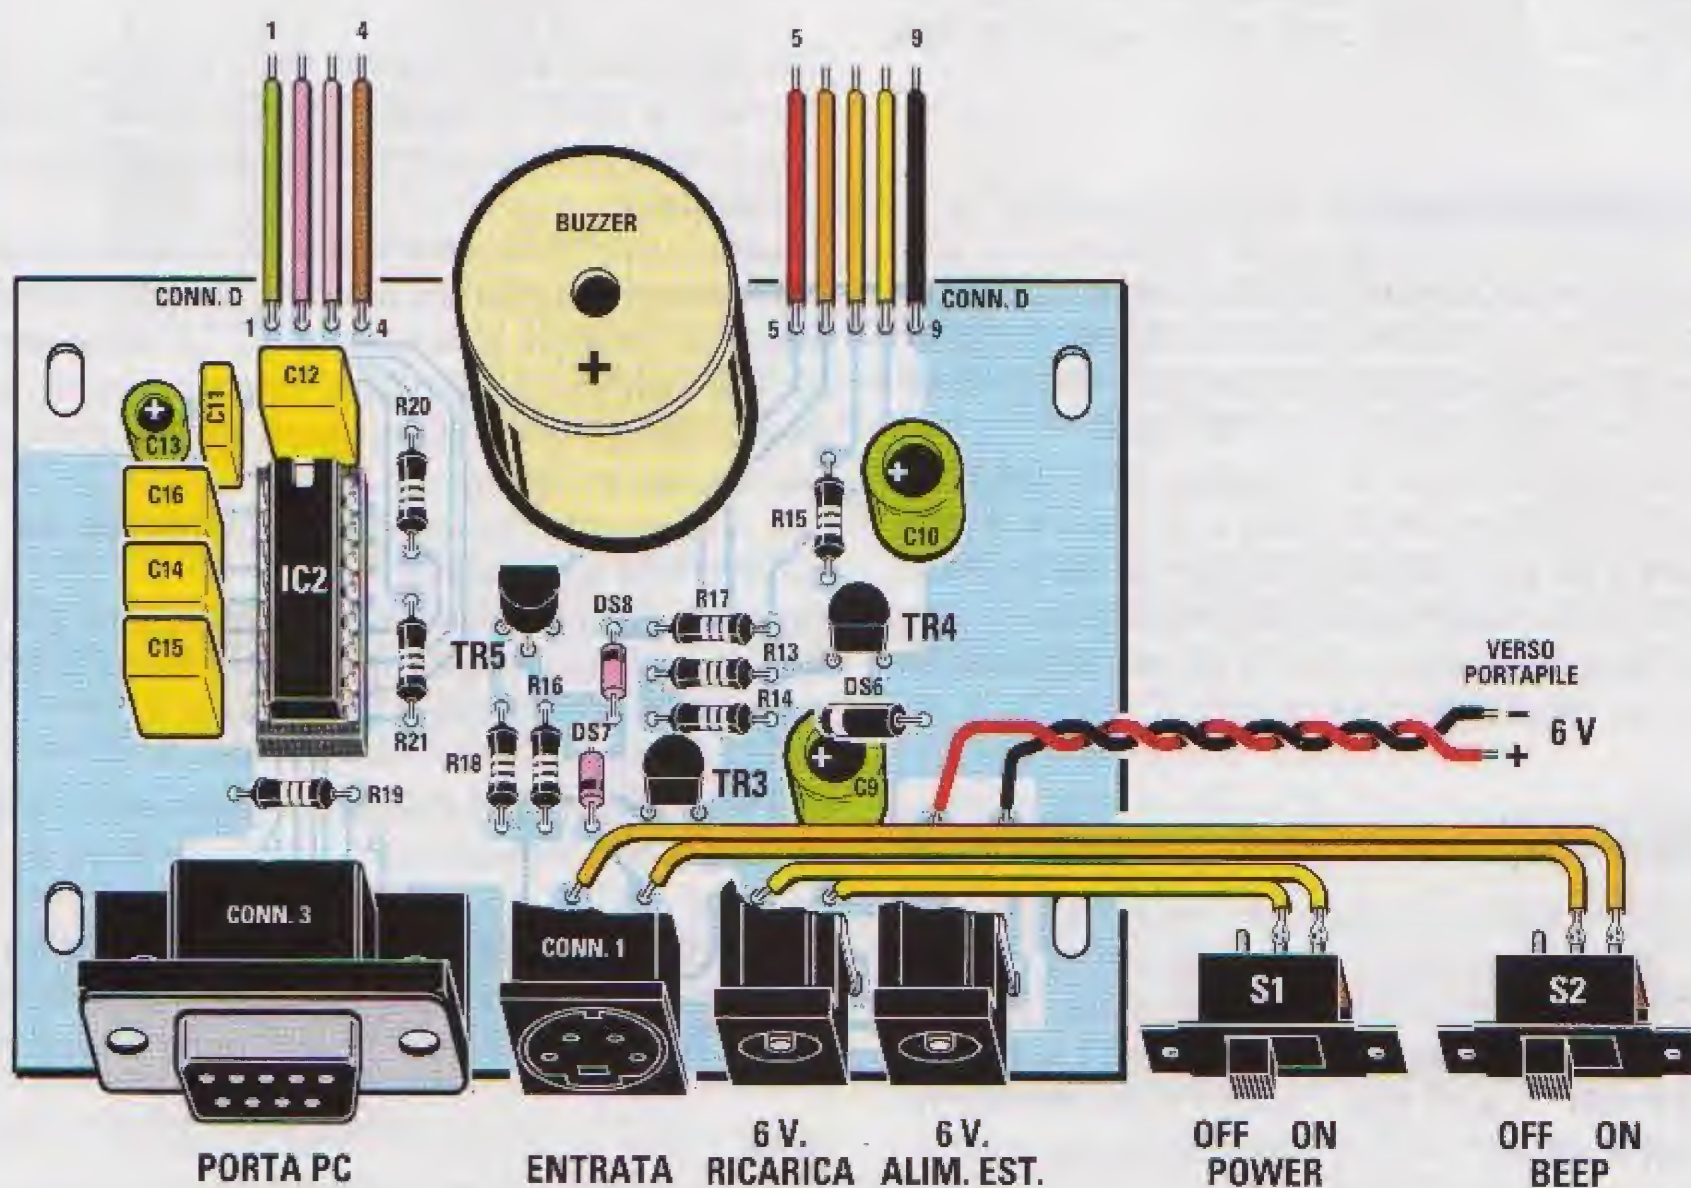 1 4
5 9
BUZZER
CONN. D
1 4
CONN. D
5 9
C12
C11
C13
R20
C16
R15
C10
C14
IC2
DS8
R17
TR4
C15
TR5
R13
R16
R14
DS6
VERSO
PORTAPILE
− 6 V
+
R21
DS7
R18
TR3
C9
R19
CONN. 3
CONN. 1
S1
S2
PORTA PC
ENTRATA
6 V.
RICARICA
6 V.
ALIM. EST.
OFF ON
POWER
OFF ON
BEEP